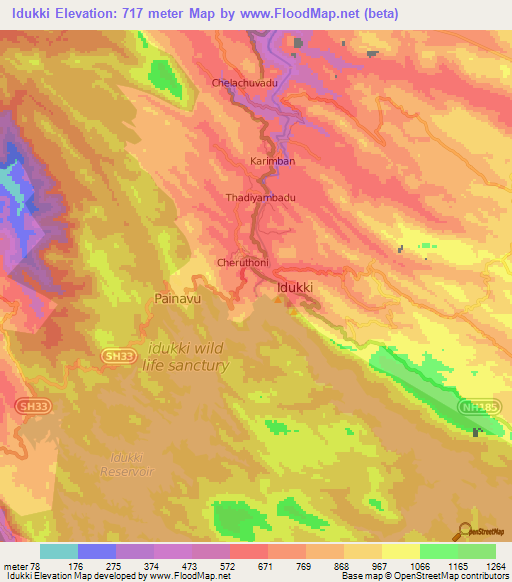 Idukki Elevation: 717 meter Map by www.FloodMap.net (beta)
Chelachuvadu
Karimban
Thadiyambadu
Cheruthoni
Idukki
Painavu
idukki wild
life sanctury
SH33
SH33
NH185
Idukki
Reservoir
OpenStreetMap
meter 78 176 275 374 473 572 671 769 868 967 1066 1165 1264
Idukki Elevation Map developed by www.FloodMap.net
Base map © OpenStreetMap contributors